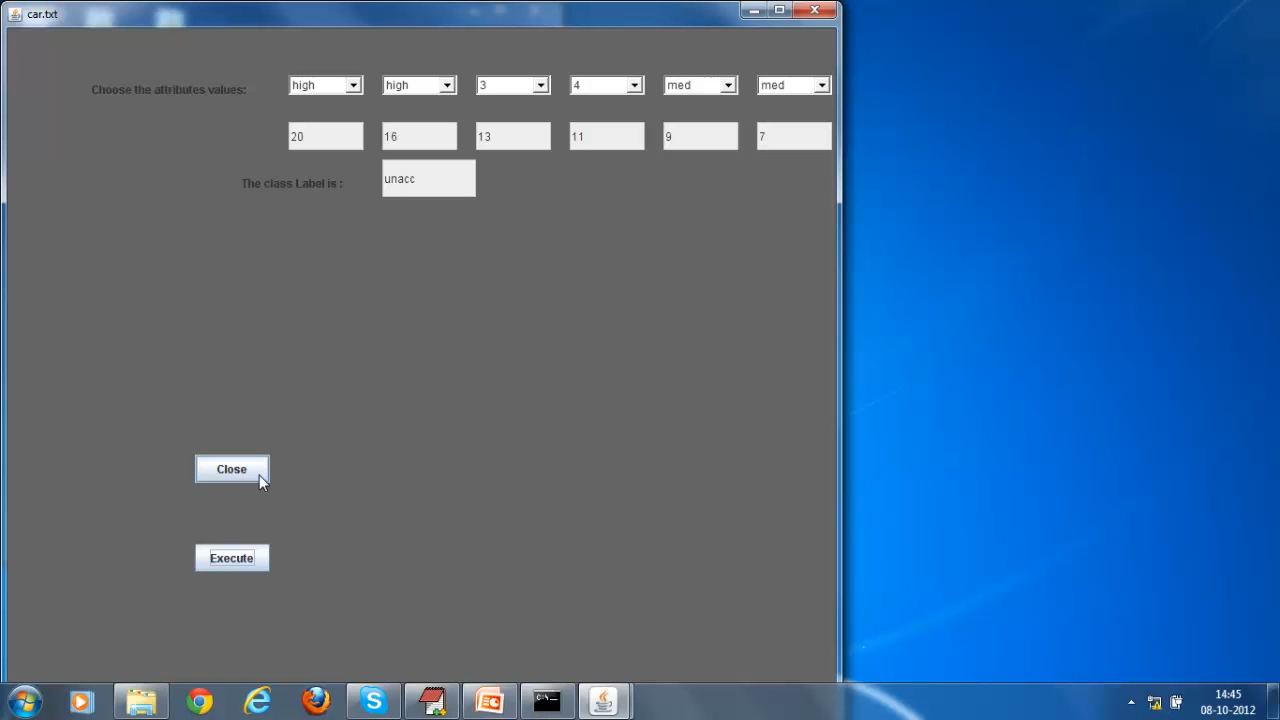 car.txt
Choose the attributes values: high high 3 4 med med
20 16 13 11 9 7
The class Label is : unacc
Close
Execute
C:\_
14:45
08-10-2012